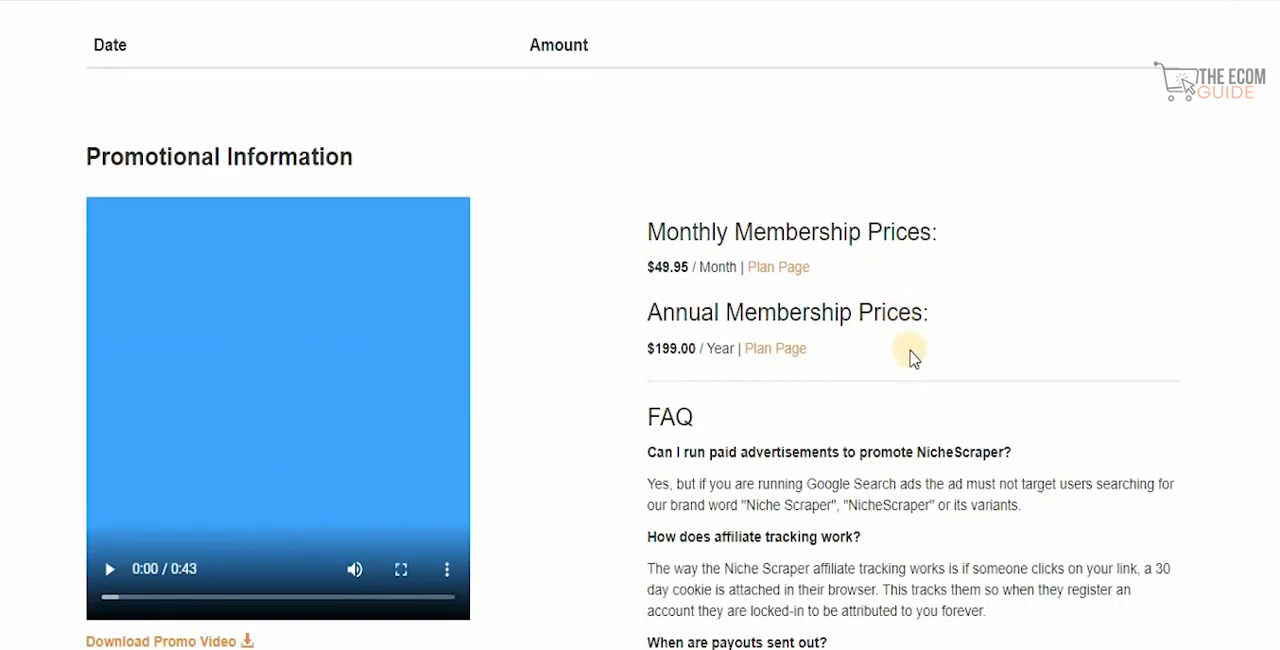 Date
Amount
THE ECOM
GUIDE
Promotional Information
Monthly Membership Prices:
$49.95 / Month | Plan Page
Annual Membership Prices:
$199.00 / Year | Plan Page
FAQ
Can I run paid advertisements to promote NicheScraper?
Yes, but if you are running Google Search ads the ad must not target users searching for
our brand word "Niche Scraper", "NicheScraper" or its variants.
How does affiliate tracking work?
The way the Niche Scraper affiliate tracking works is if someone clicks on your link, a 30
day cookie is attached in their browser. This tracks them so when they register an
account they are locked-in to be attributed to you forever.
When are payouts sent out?
0:00 / 0:43
Download Promo Video